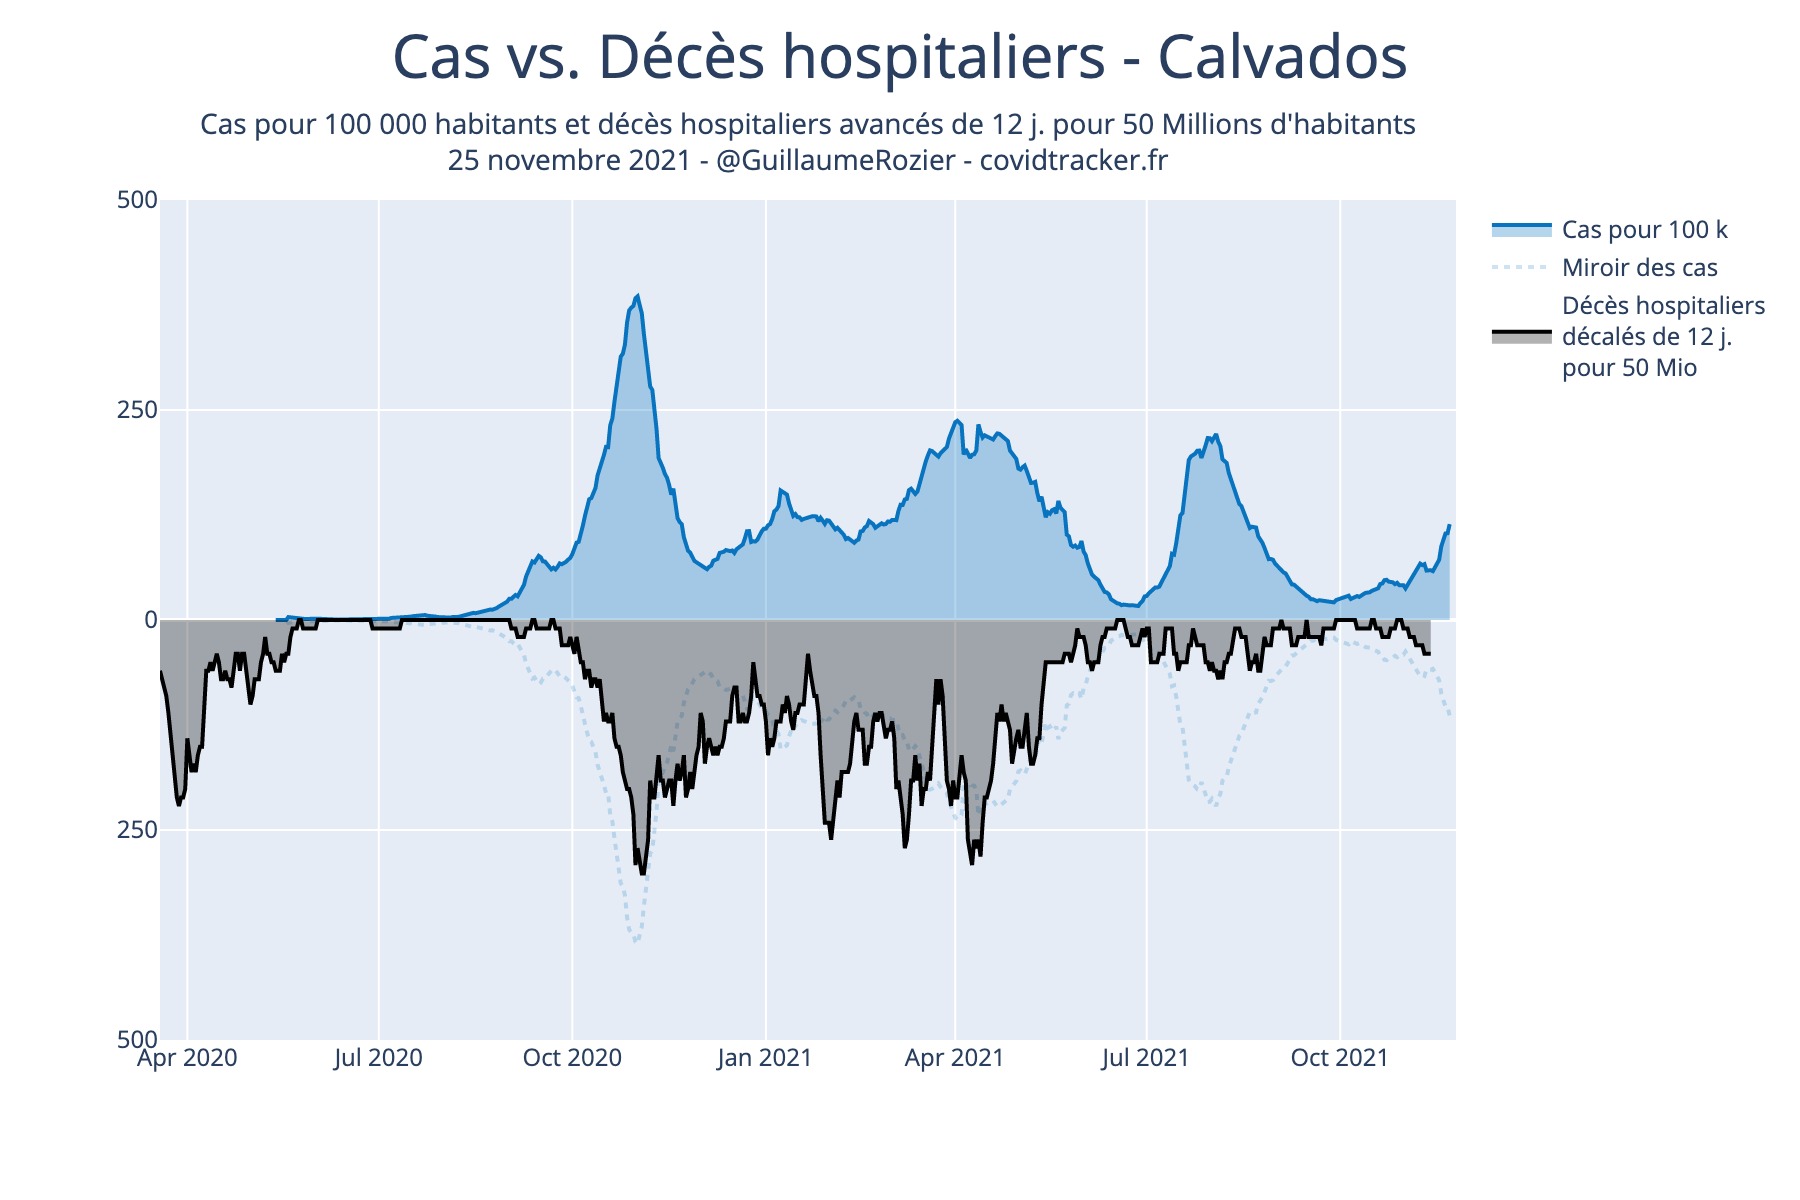 Cas vs. Décès hospitaliers - Calvados
Cas pour 100 000 habitants et décès hospitaliers avancés de 12 j. pour 50 Millions d'habitants
25 novembre 2021 - @GuillaumeRozier - covidtracker.fr
500
250
0
250
500
Apr 2020
Jul 2020
Oct 2020
Jan 2021
Apr 2021
Jul 2021
Oct 2021
Cas pour 100 k
Miroir des cas
Décès hospitaliers
décalés de 12 j.
pour 50 Mio